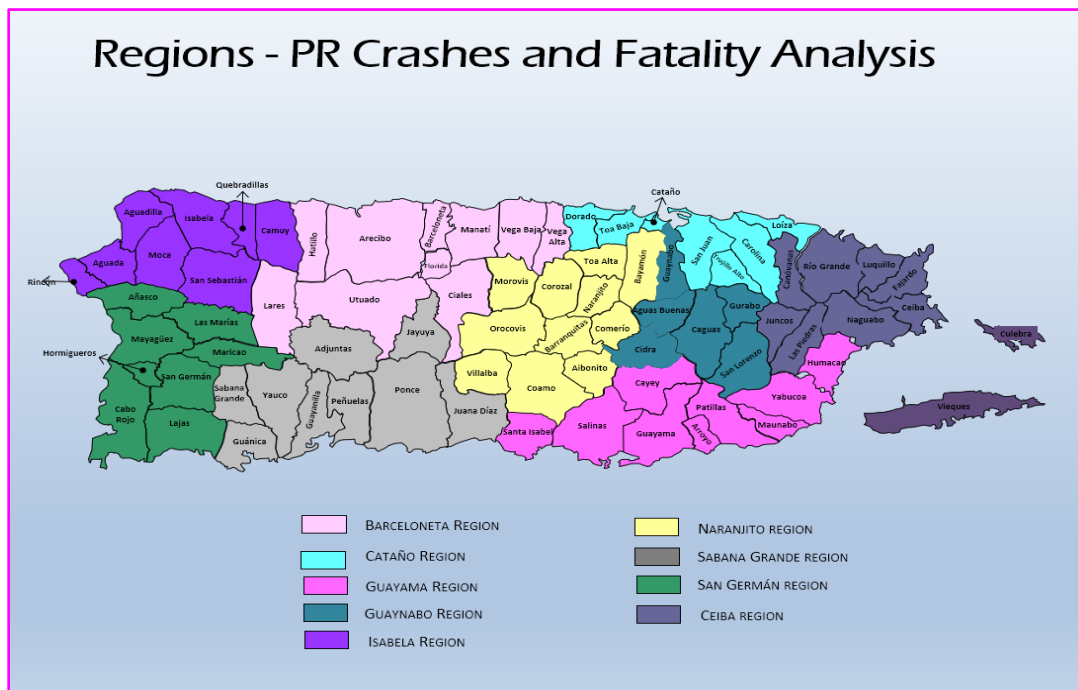 Regions - PR Crashes and Fatality Analysis
Quebradillas
Cataño
Aguadilla
Isabela
Camuy
Hatillo
Arecibo
Barceloneta
Manatí
Vega Baja
Vega
Alta
Dorado
Toa Baja
San Juan
Trujillo Alto
Carolina
Loíza
Moca
Aguada
Rincón
San Sebastián
Lares
Utuado
Florida
Ciales
Morovis
Corozal
Toa Alta
Naranjito
Bayamón
Guaynabo
Canóvanas
Río Grande
Luquillo
Fajardo
Ceiba
Culebra
Añasco
Las Marías
Mayagüez
Maricao
Hormigueros
San Germán
Cabo
Rojo
Lajas
Sabana
Grande
Yauco
Guánica
Guayanilla
Peñuelas
Adjuntas
Jayuya
Ponce
Juana Díaz
Orocovis
Barranquitas
Comerío
Villalba
Coamo
Aibonito
Aguas Buenas
Cidra
Caguas
Gurabo
San Lorenzo
Juncos
Las Piedras
Naguabo
Humacao
Vieques
Cayey
Santa Isabel
Salinas
Guayama
Arroyo
Patillas
Yabucoa
Maunabo
Barceloneta Region
Cataño Region
Guayama Region
Guaynabo Region
Isabela Region
Naranjito region
Sabana Grande region
San Germán region
Ceiba region